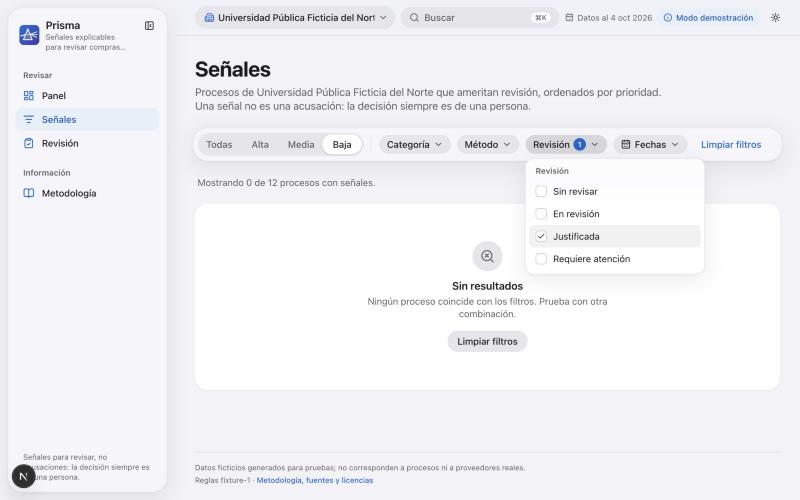 Prisma
Señales explicables
para revisar compras…
Revisar
Panel
Señales
Revisión
Información
Metodología
Señales para revisar, no
usaciones: la decisión siempre es
una persona.
N
Universidad Pública Ficticia del Nort
Buscar
⌘K
Datos al 4 oct 2026
Modo demostración
Señales
Procesos de Universidad Pública Ficticia del Norte que ameritan revisión, ordenados por prioridad.
Una señal no es una acusación: la decisión siempre es de una persona.
Todas Alta Media Baja Categoría Método Revisión 1 Fechas Limpiar filtros
Mostrando 0 de 12 procesos con señales.
Revisión
Sin revisar
En revisión
Justificada
Requiere atención
Sin resultados
Ningún proceso coincide con los filtros. Prueba con otra
combinación.
Limpiar filtros
Datos ficticios generados para pruebas; no corresponden a procesos ni a proveedores reales.
Reglas fixture-1 · Metodología, fuentes y licencias